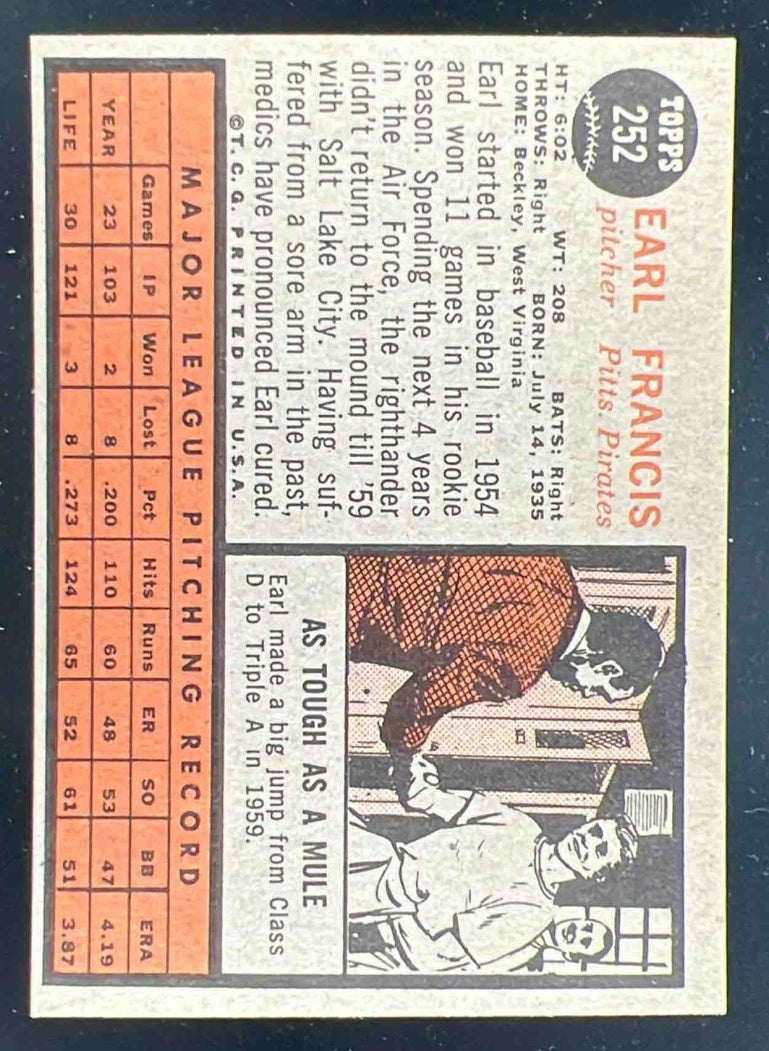 TOPPS
252
EARL FRANCIS
pitcher Pitts. Pirates
HT: 6:02 WT: 208 BATS: Right
THROWS: Right BORN: July 14, 1935
HOME: Beckley, West Virginia
Earl started in baseball in 1954
and won 11 games in his rookie
season. Spending the next 4 years
in the Air Force, the righthander
didn't return to the mound till '59
with Salt Lake City. Having suf-
fered from a sore arm in the past,
medics have pronounced Earl cured.
©T. C. G. PRINTED IN U.S.A.
AS TOUGH AS A MULE
Earl made a big jump from Class
D to Triple A in 1959.
MAJOR LEAGUE PITCHING RECORD
Games IP Won Lost Pct Hits Runs ER SO BB ERA
YEAR 23 103 2 8 .200 110 60 48 53 47 4.19
LIFE 30 121 3 8 .273 124 65 52 61 51 3.87